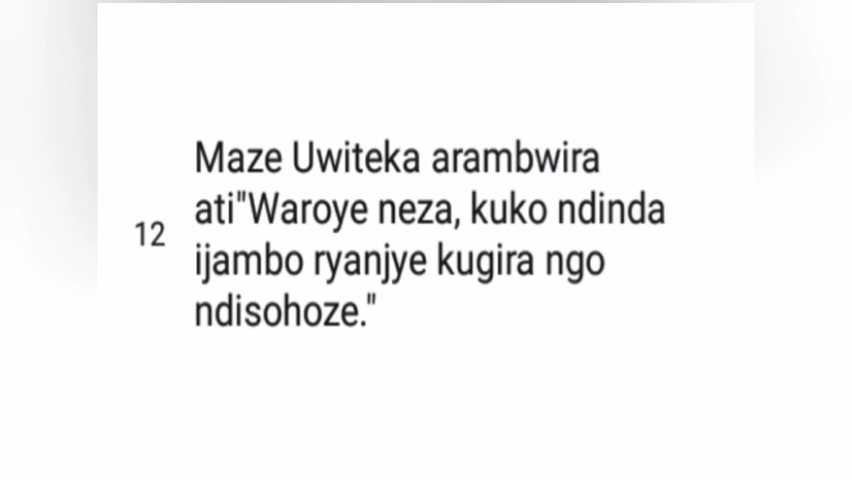 Maze Uwiteka arambwira
ati"Waroye neza, kuko ndinda
12
ijambo ryanjye kugira ngo
ndisohoze."